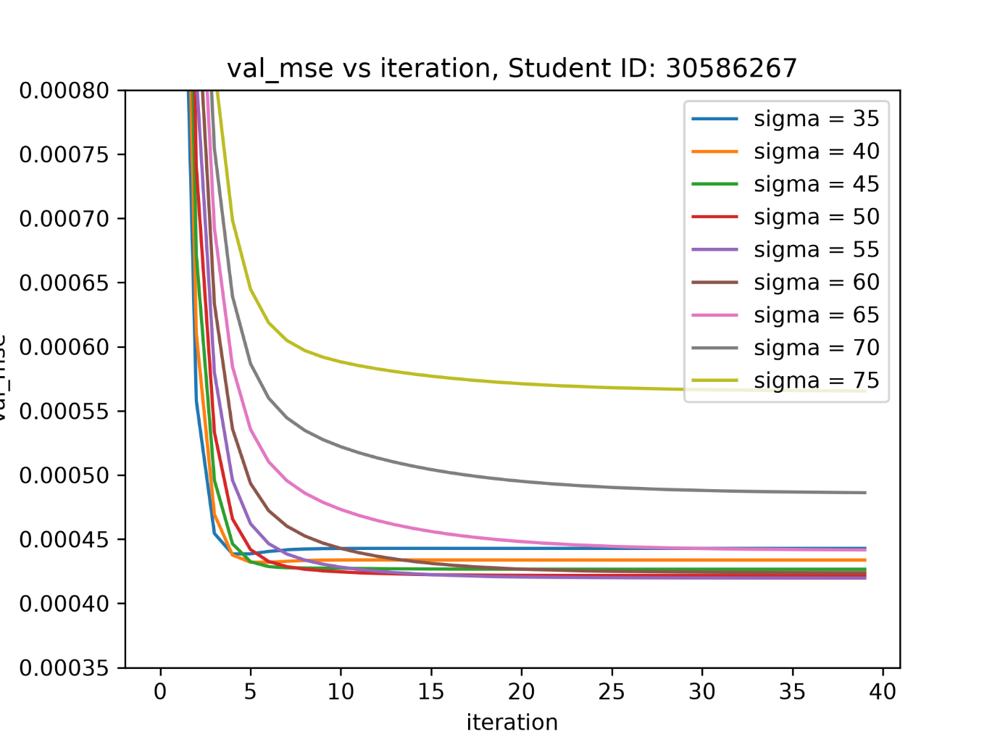 val_mse vs iteration, Student ID: 30586267
0.00080
0.00075
0.00070
0.00065
0.00060
0.00055
0.00050
0.00045
0.00040
0.00035
val_mse
sigma = 35
sigma = 40
sigma = 45
sigma = 50
sigma = 55
sigma = 60
sigma = 65
sigma = 70
sigma = 75
0 5 10 15 20 25 30 35 40
iteration